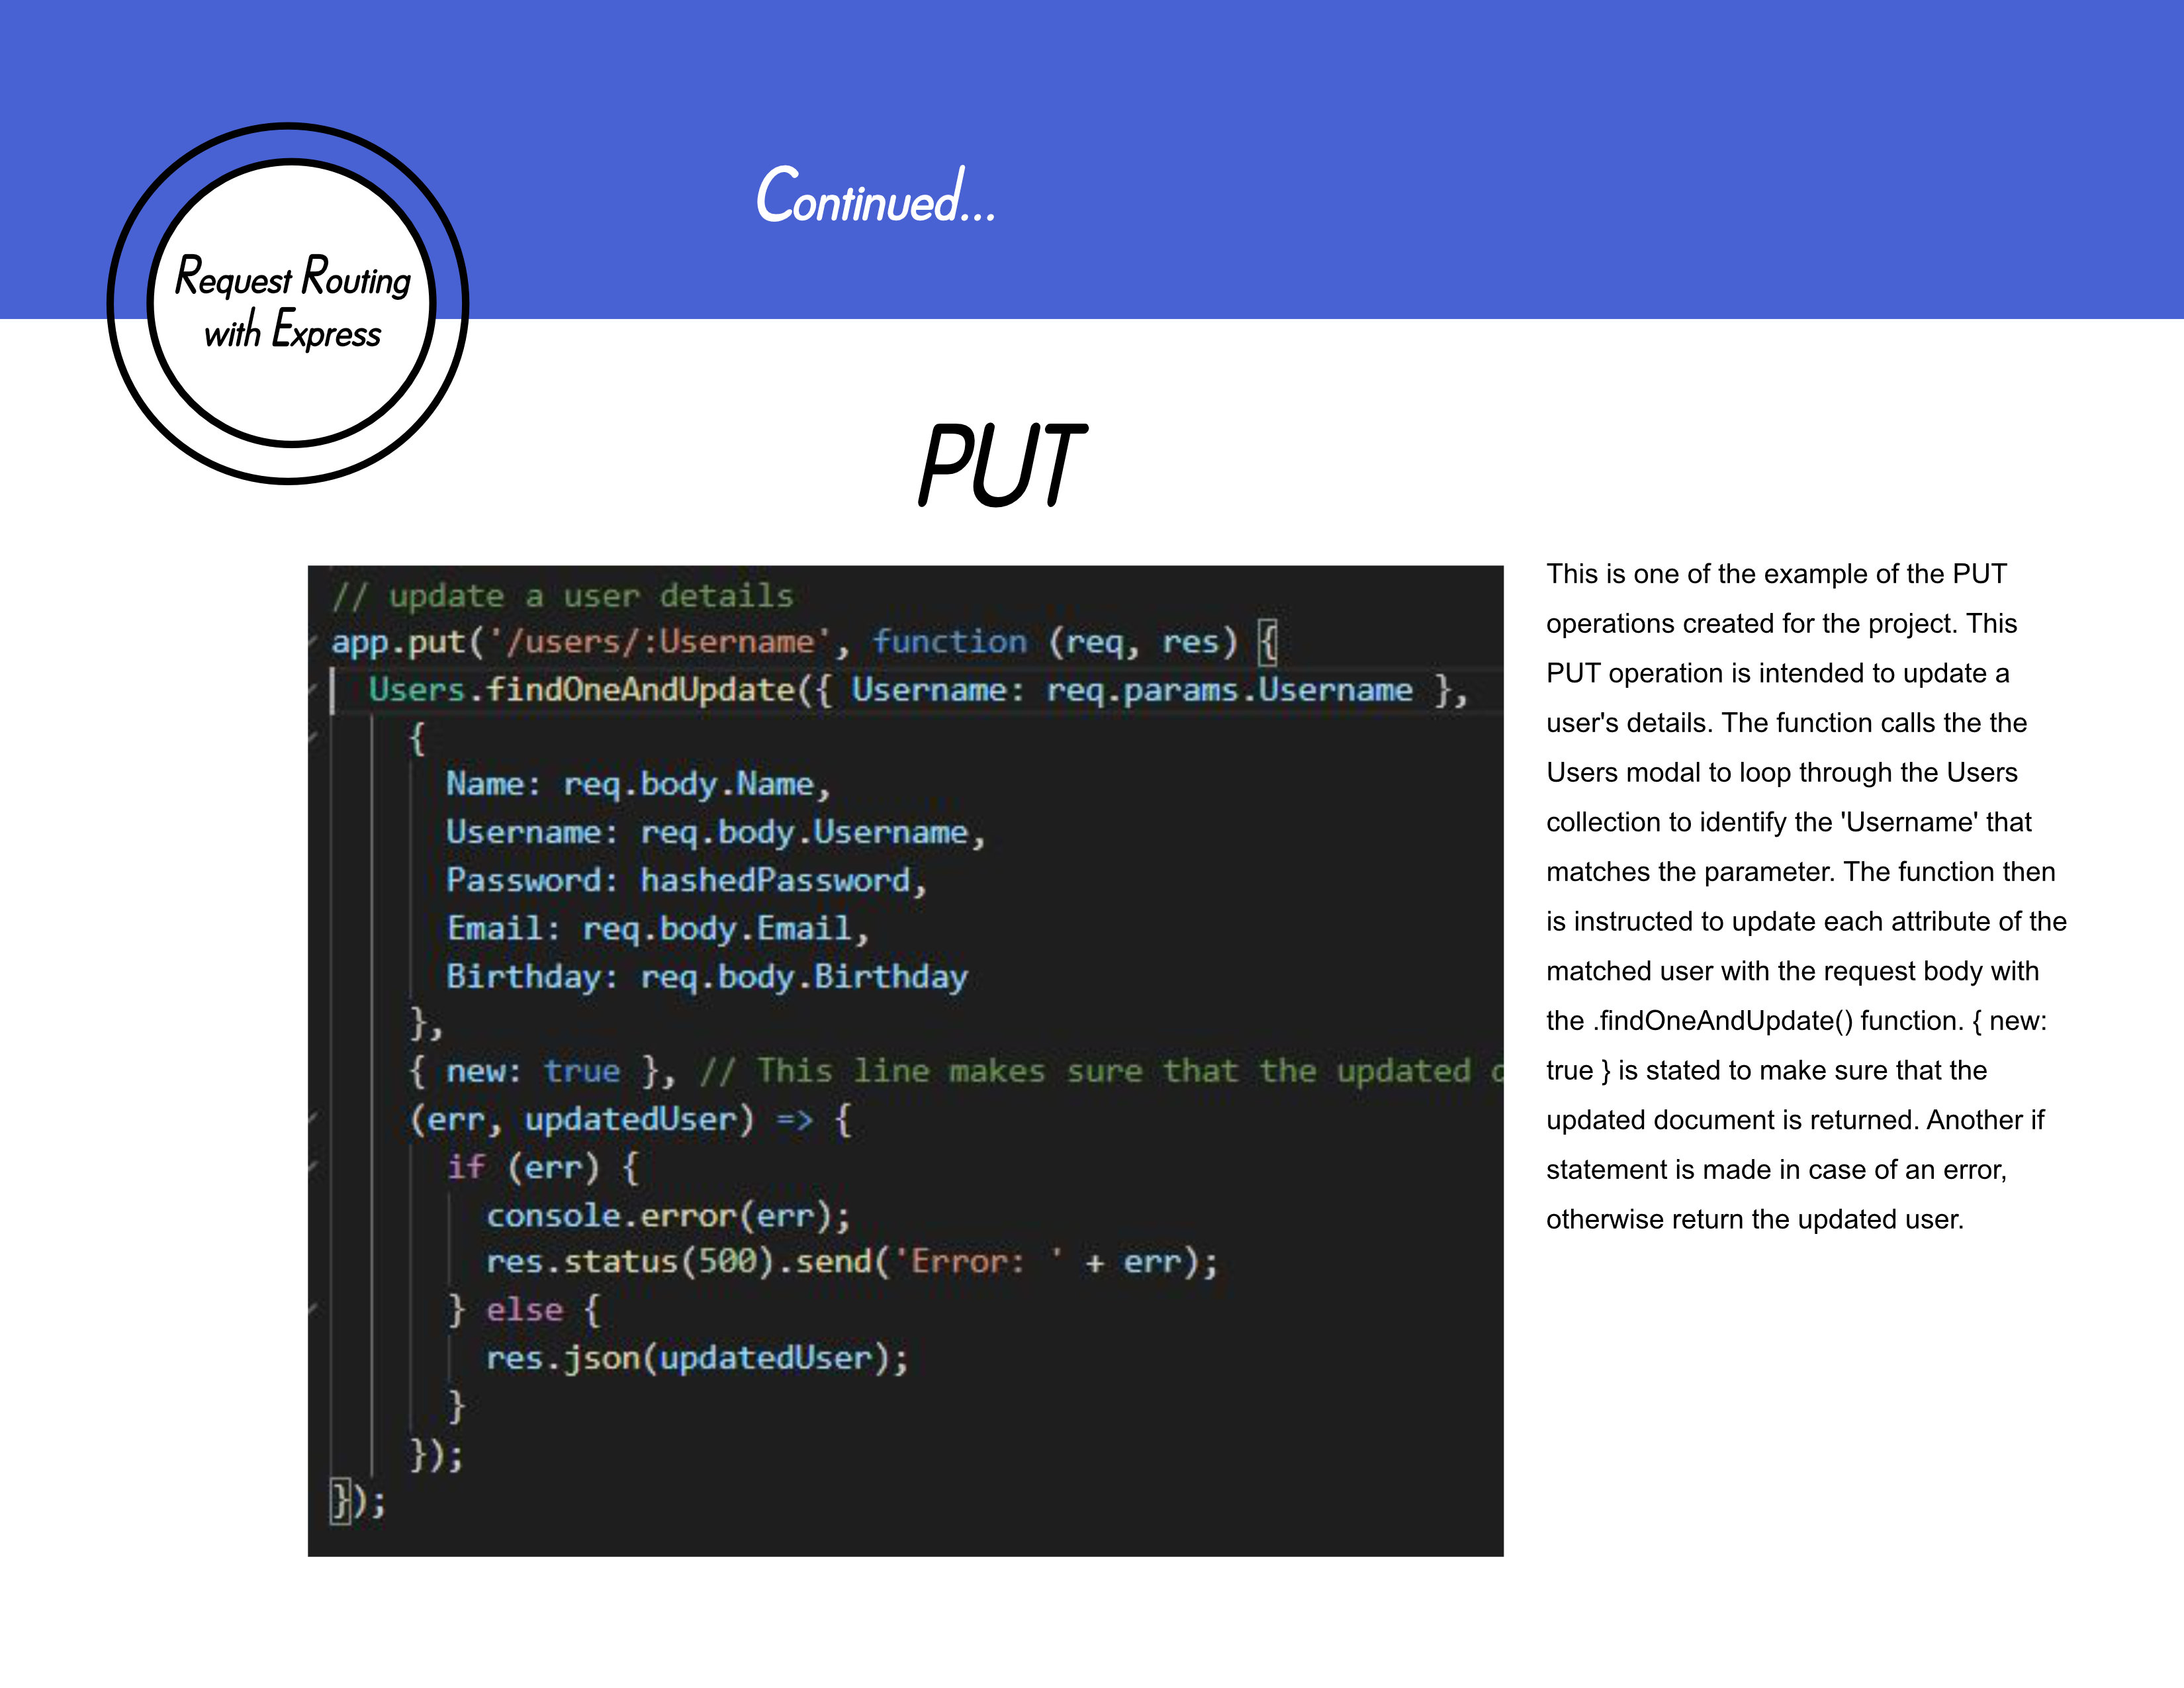 Continued...
Request Routing
with Express
PUT
// update a user details
app.put('/users/:Username', function (req, res) {
Users.findOneAndUpdate({ Username: req.params.Username },
{
Name: req.body.Name,
Username: req.body.Username,
Password: hashedPassword,
Email: req.body.Email,
Birthday: req.body.Birthday
},
{ new: true }, // This line makes sure that the updated
(err, updatedUser) => {
if (err) {
console.error(err);
res.status(500).send('Error: ' + err);
} else {
res.json(updatedUser);
}
});
});
This is one of the example of the PUT
operations created for the project. This
PUT operation is intended to update a
user's details. The function calls the the
Users modal to loop through the Users
collection to identify the 'Username' that
matches the parameter. The function then
is instructed to update each attribute of the
matched user with the request body with
the .findOneAndUpdate() function. { new:
true } is stated to make sure that the
updated document is returned. Another if
statement is made in case of an error,
otherwise return the updated user.